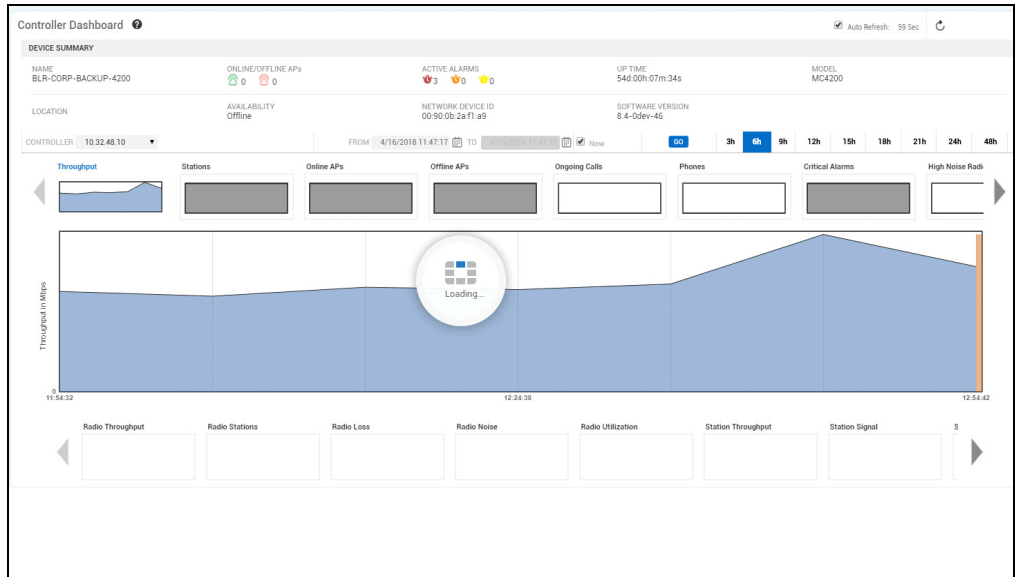 Controller Dashboard ?
Auto Refresh: 59 Sec
DEVICE SUMMARY
NAME
BLR-CORP-BACKUP-4200
ONLINE/OFFLINE APs
0 0
ACTIVE ALARMS
3 0 0
UP TIME
54d:00h:07m:34s
MODEL
MC4200
LOCATION
AVAILABILITY
Offline
NETWORK DEVICE ID
00:90:0b:2a:f1:a9
SOFTWARE VERSION
8.4-0dev-46
CONTROLLER 10.32.48.10 FROM 4/16/2018 11:47:17 TO Now GO 3h 6h 9h 12h 15h 18h 21h 24h 48h
Throughput Stations Online APs Offline APs Ongoing Calls Phones Critical Alarms High Noise Radi
Loading...
Throughput in Mbps
0
11:54:32 12:24:38 12:54:42
Radio Throughput Radio Stations Radio Loss Radio Noise Radio Utilization Station Throughput Station Signal S